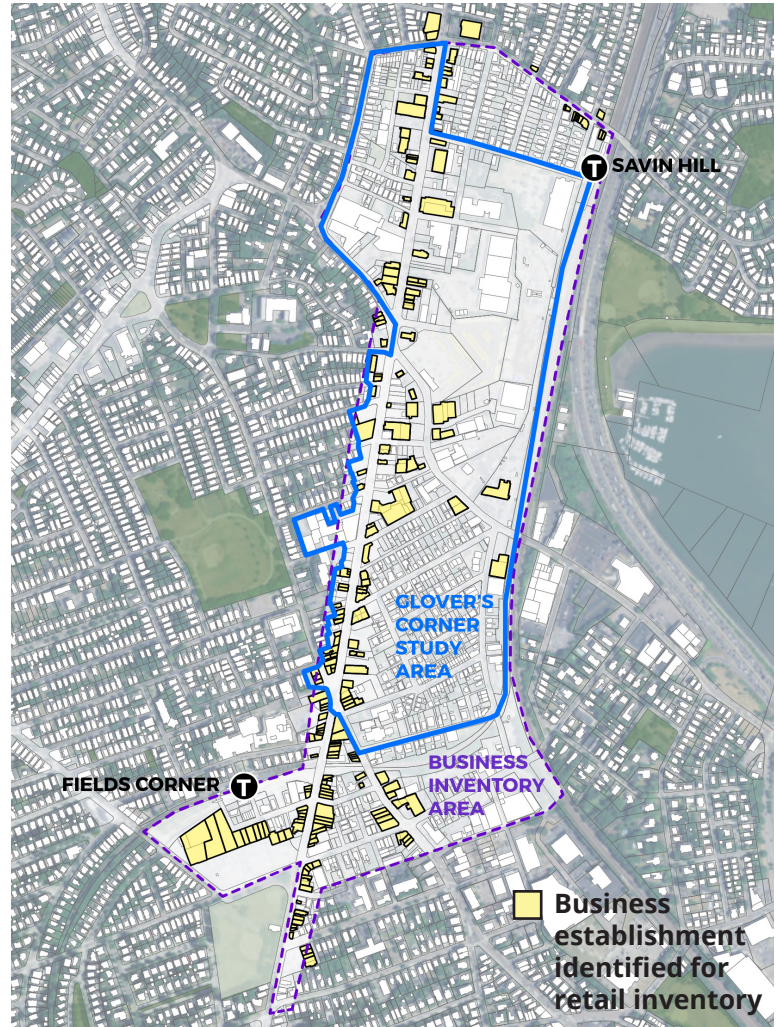 T SAVIN HILL
GLOVER'S
CORNER
STUDY
AREA
BUSINESS
INVENTORY
AREA
FIELDS CORNER T
Business
establishment
identified for
retail inventory